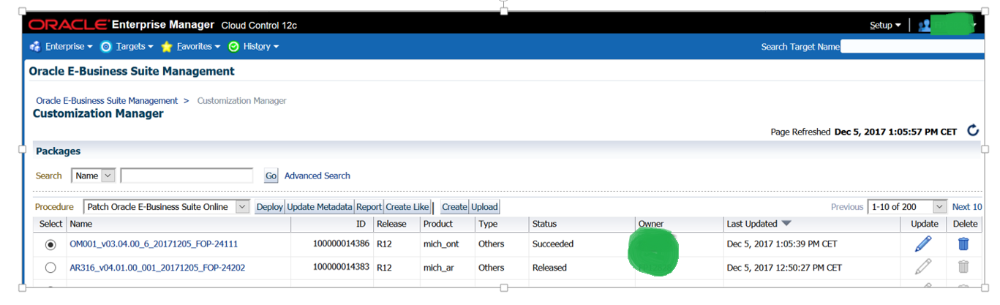 ORACLE Enterprise Manager Cloud Control 12c Setup
Enterprise Targets Favorites History Search Target Name
Oracle E-Business Suite Management
Oracle E-Business Suite Management > Customization Manager
Customization Manager
Page Refreshed Dec 5, 2017 1:05:57 PM CET
Packages
Search Name Go Advanced Search
Procedure Patch Oracle E-Business Suite Online Deploy Update Metadata Report Create Like Create Upload Previous 1-10 of 200 Next 10
Select Name ID Release Product Type Status Owner Last Updated Update Delete
OM001_v03.04.00_6_20171205_FOP-24111 100000014386 R12 mich_ont Others Succeeded Dec 5, 2017 1:05:39 PM CET
AR316_v04.01.00_001_20171205_FOP-24202 100000014383 R12 mich_ar Others Released Dec 5, 2017 12:50:27 PM CET